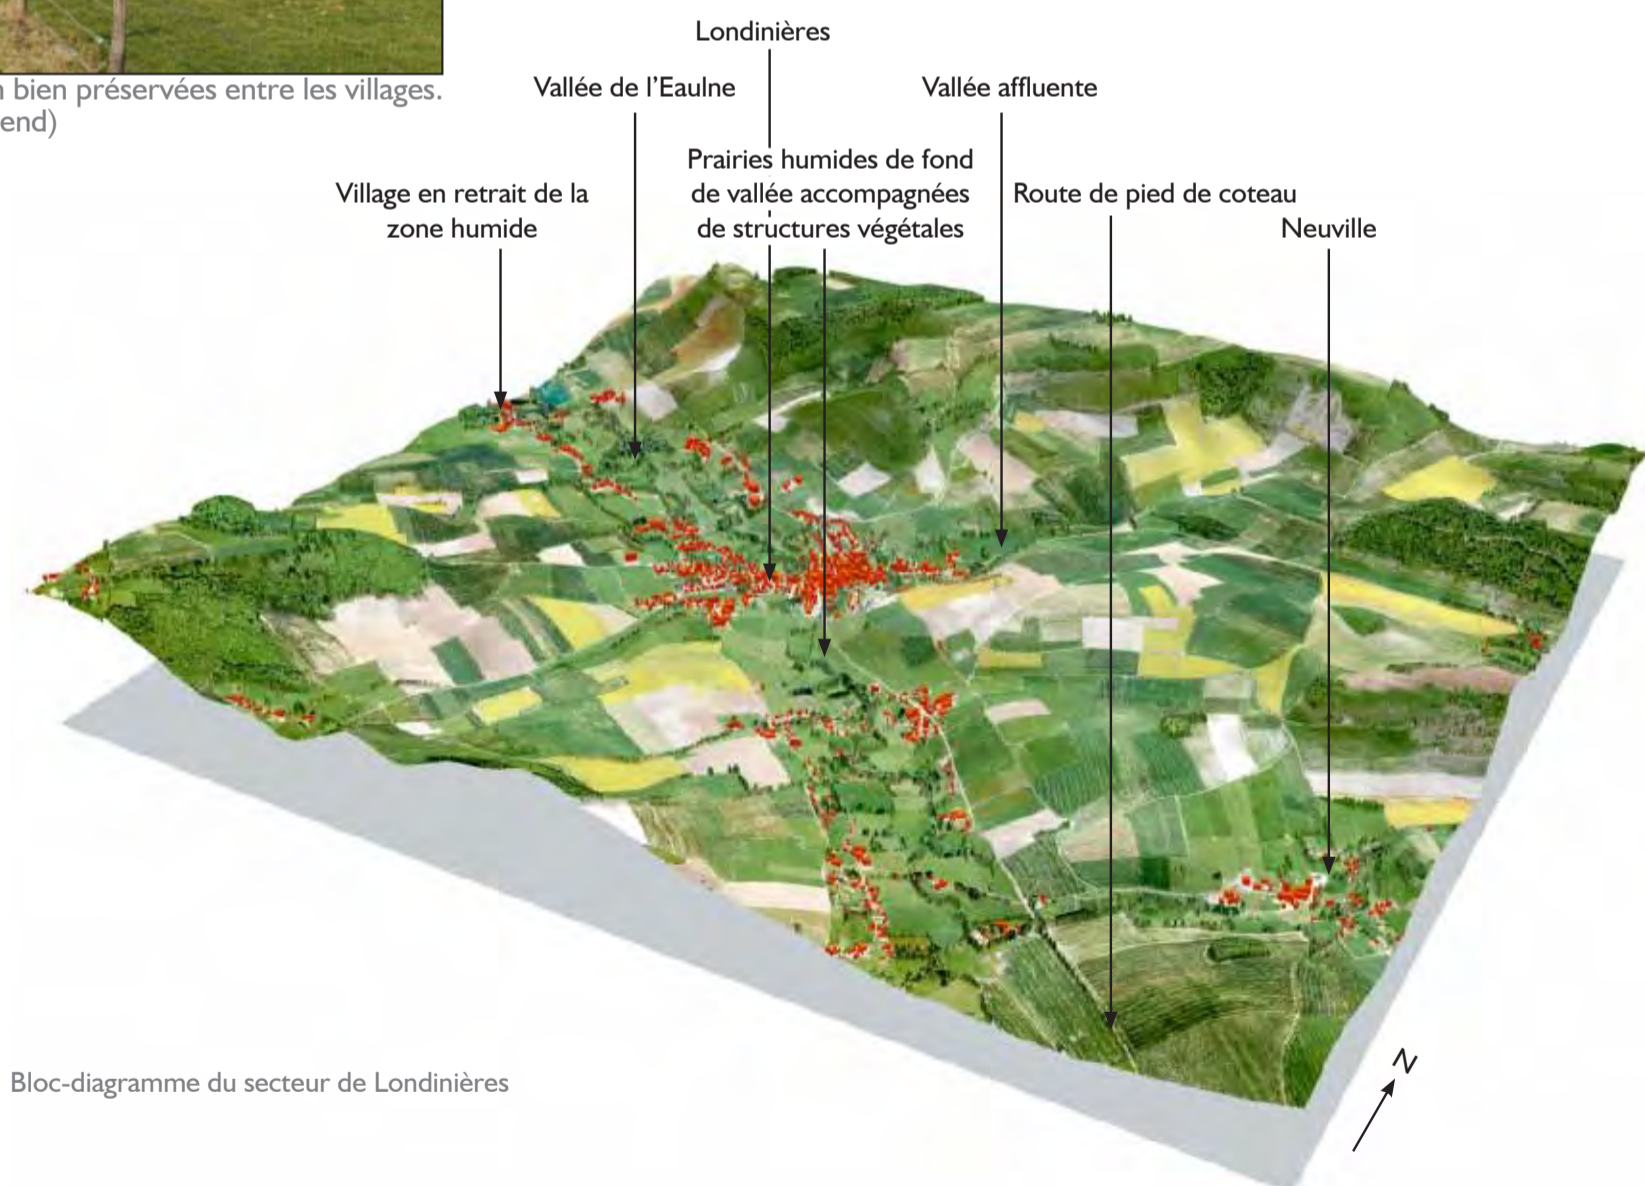 n bien préservées entre les villages.
end)
Londinières
Vallée de l'Eaulne
Vallée affluente
Prairies humides de fond
de vallée accompagnées
de structures végétales
Village en retrait de la
zone humide
Route de pied de coteau
Neuville
N
Bloc-diagramme du secteur de Londinières